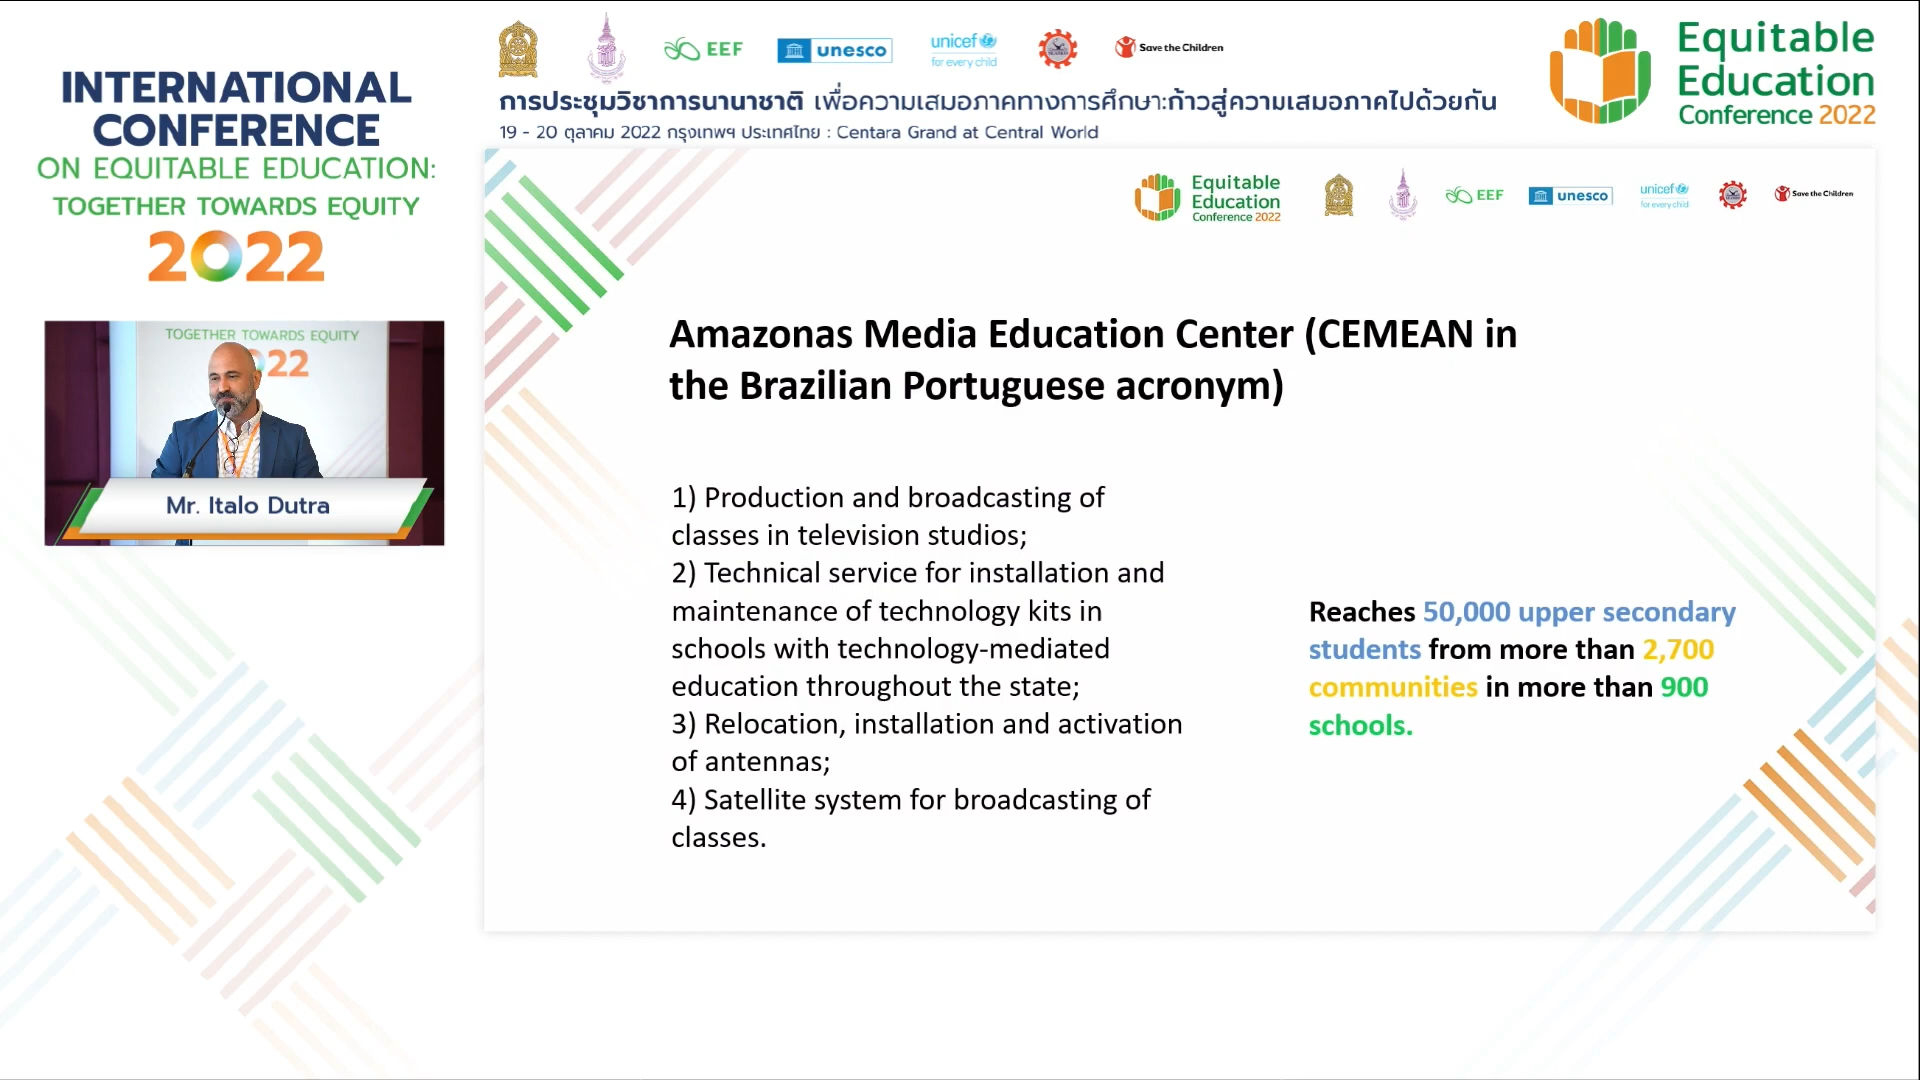 INTERNATIONAL
CONFERENCE
ON EQUITABLE EDUCATION:
TOGETHER TOWARDS EQUITY
2022
EEF
unesco
unicef
for every child
Save the Children
การประชุมวิชาการนานาชาติ เพื่อความเสมอภาคทางการศึกษา:ก้าวสู่ความเสมอภาคไปด้วยกัน
19 - 20 ตุลาคม 2022 กรุงเทพฯ ประเทศไทย : Centara Grand at Central World
Equitable
Education
Conference 2022
TOGETHER TOWARDS EQUITY
022
Mr. Italo Dutra
Equitable
Education
Conference 2022
EEF
unesco
unicef
for every child
Save the Children
Amazonas Media Education Center (CEMEAN in
the Brazilian Portuguese acronym)
1) Production and broadcasting of
classes in television studios;
2) Technical service for installation and
maintenance of technology kits in
schools with technology-mediated
education throughout the state;
3) Relocation, installation and activation
of antennas;
4) Satellite system for broadcasting of
classes.
Reaches 50,000 upper secondary
students from more than 2,700
communities in more than 900
schools.